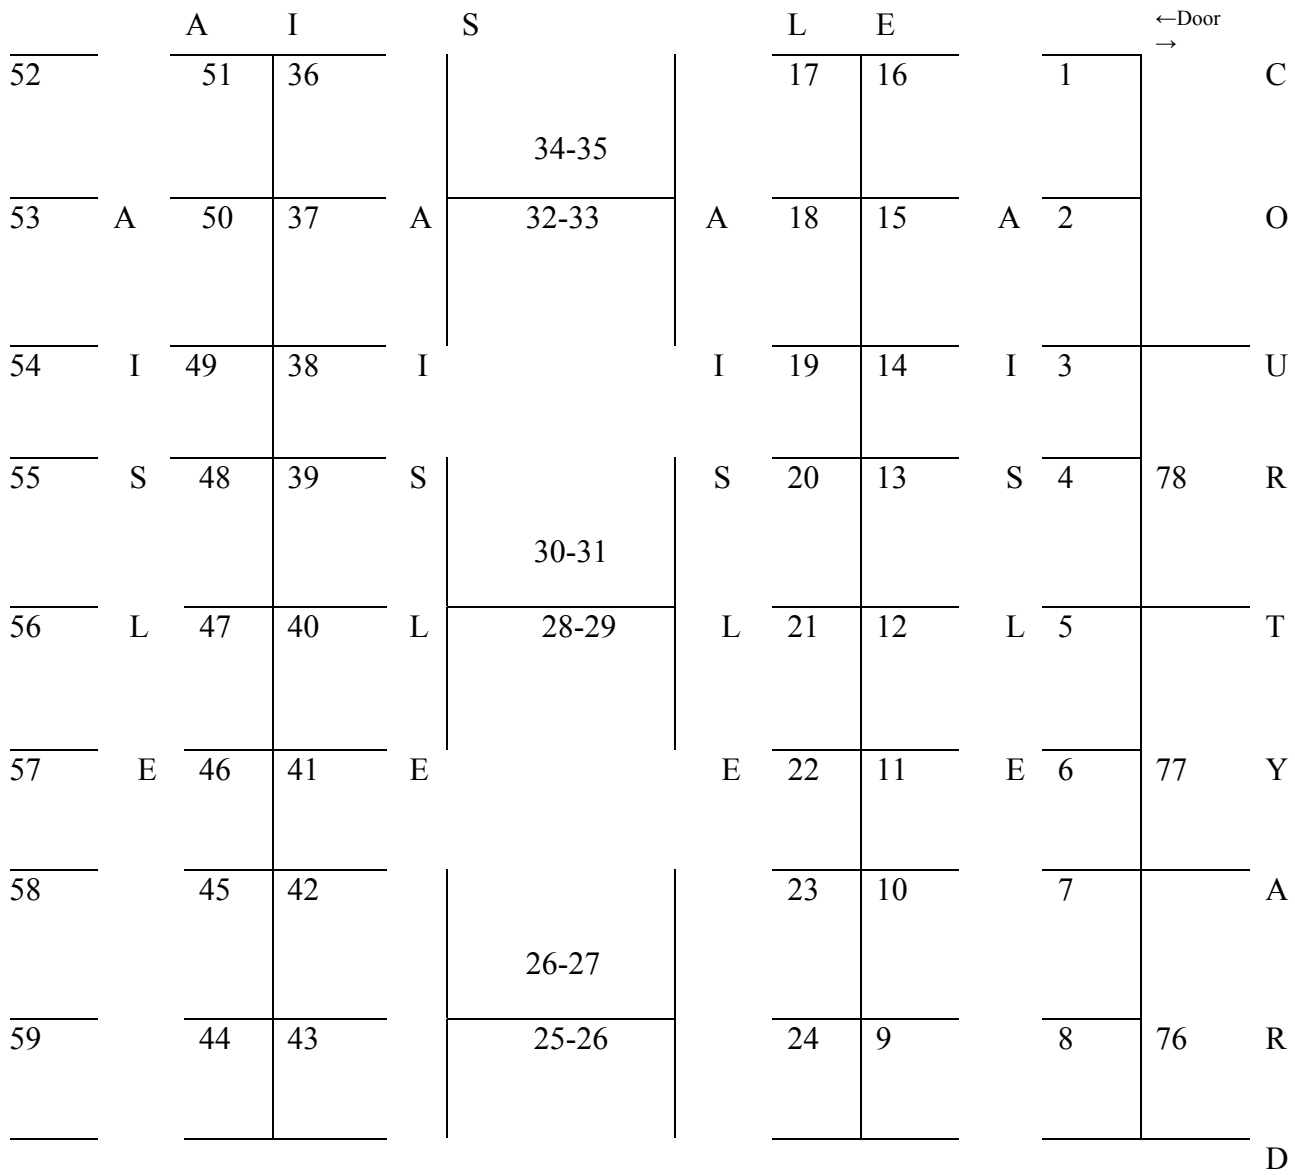 A I S L E ←Door
→
52 51 36 17 16 1 C
34-35
53 A 50 37 A 32-33 A 18 15 A 2 O
54 I 49 38 I I 19 14 I 3 U
55 S 48 39 S S 20 13 S 4 78 R
30-31
56 L 47 40 L 28-29 L 21 12 L 5 T
57 E 46 41 E E 22 11 E 6 77 Y
58 45 42 23 10 7 A
26-27
59 44 43 25-26 24 9 8 76 R
D